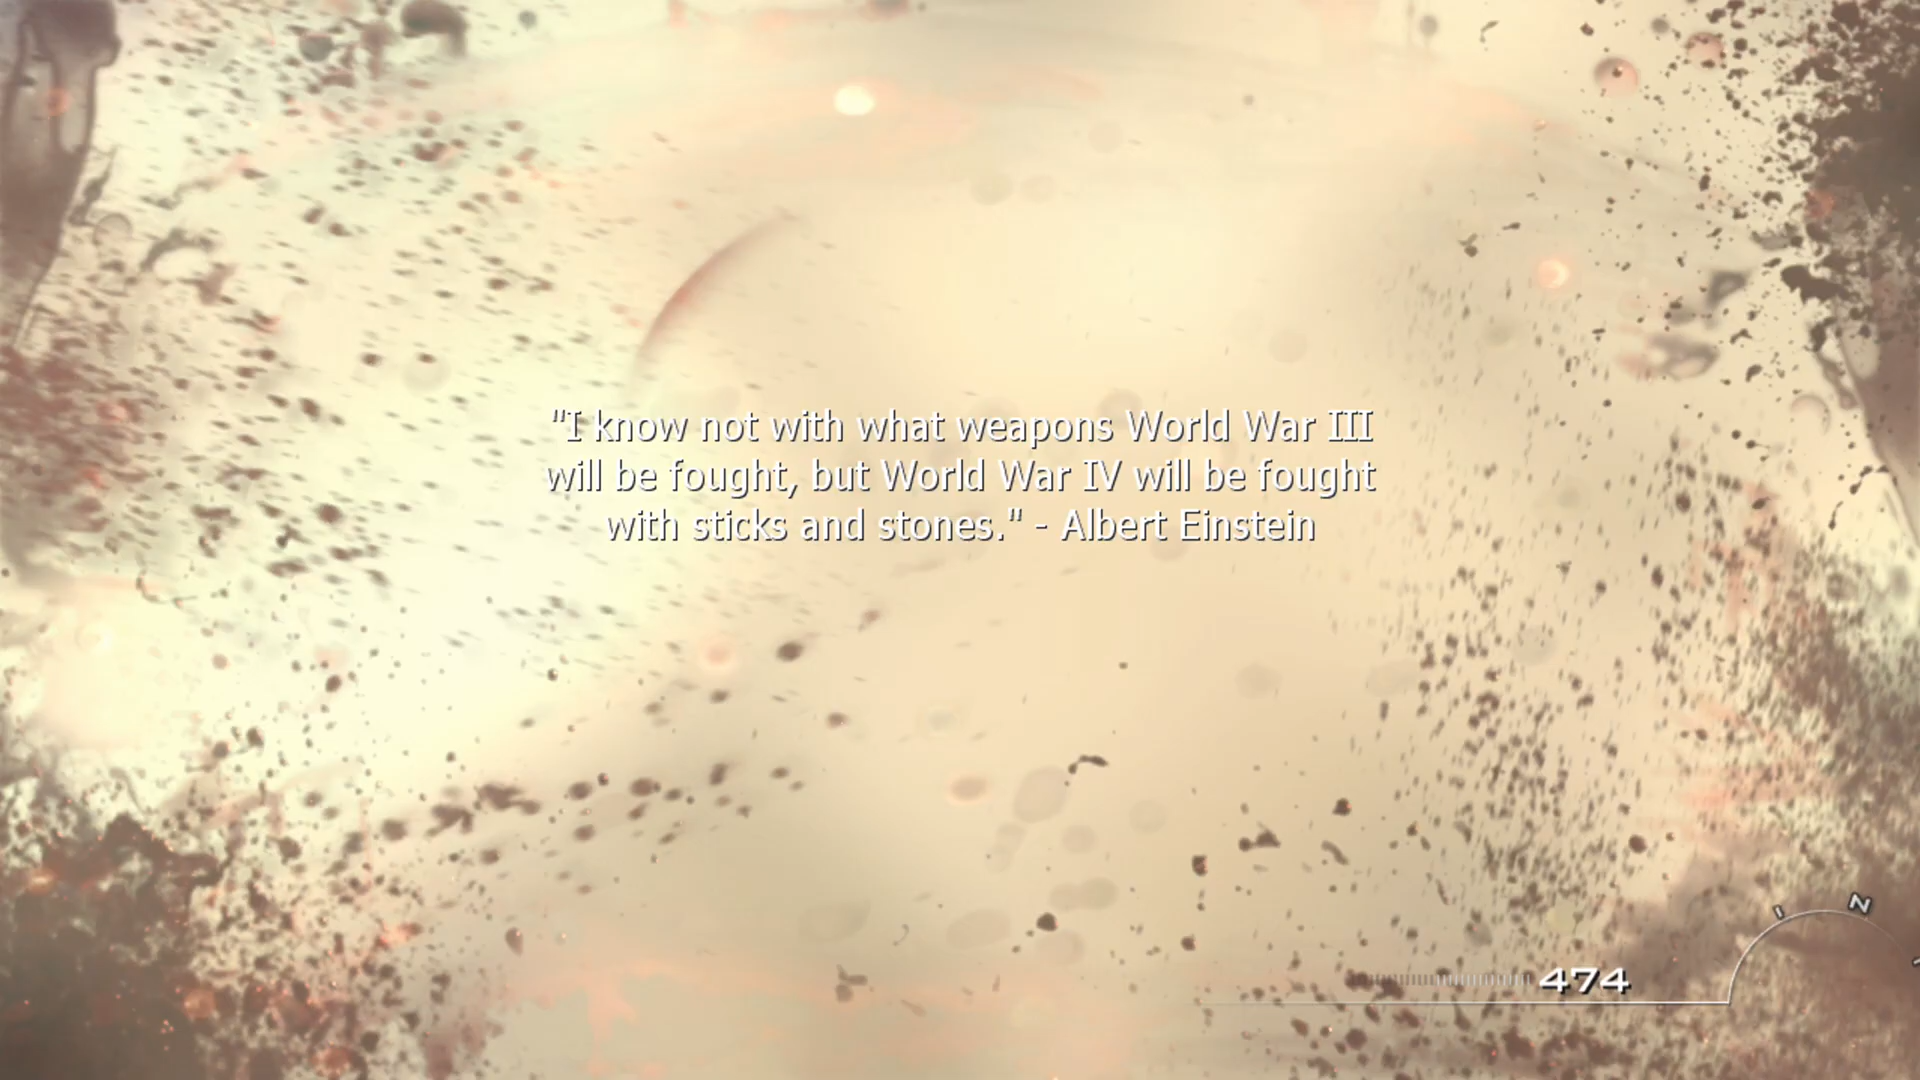 "I know not with what weapons World War III
will be fought, but World War IV will be fought
with sticks and stones." - Albert Einstein
N
474